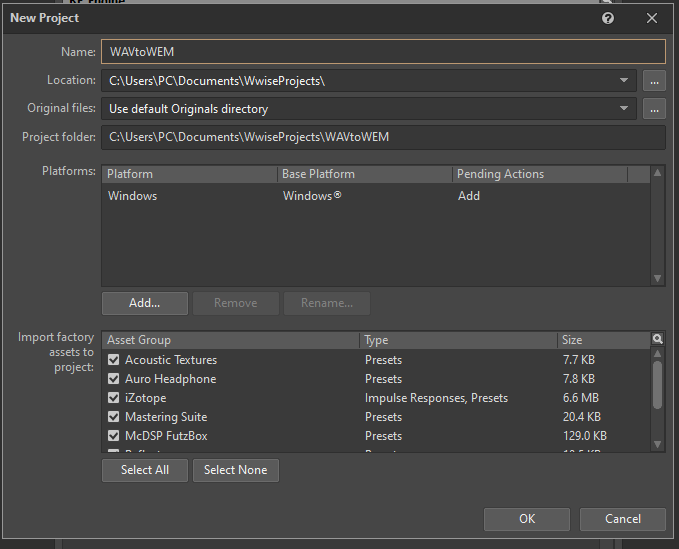 New Project
Name: WAVtoWEM
Location: C:\Users\PC\Documents\WwiseProjects\ ...
Original files: Use default Originals directory ...
Project folder: C:\Users\PC\Documents\WwiseProjects\WAVtoWEM
Platforms: Platform Base Platform Pending Actions
Windows Windows® Add
Add... Remove Rename...
Import factory assets to project: Asset Group Type Size
Acoustic Textures Presets 7.7 KB
Auro Headphone Presets 7.8 KB
iZotope Impulse Responses, Presets 6.6 MB
Mastering Suite Presets 20.4 KB
McDSP FutzBox Presets 129.0 KB
Select All Select None
OK Cancel